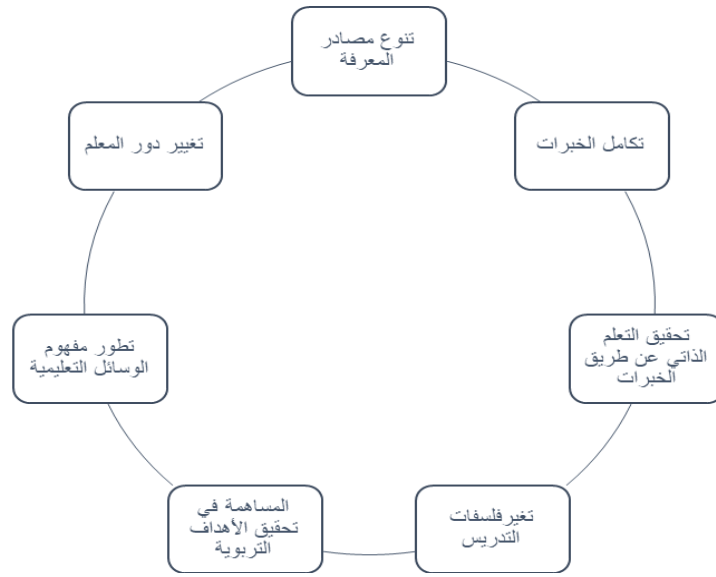 تنوع مصادر
المعرفة
تكامل الخبرات
تحقيق التعلم
الذاتي عن طريق
الخبرات
تغيرفلسفات
التدريس
المساهمة في
تحقيق الأهداف
التربوية
تطور مفهوم
الوسائل التعليمية
تغيير دور المعلم